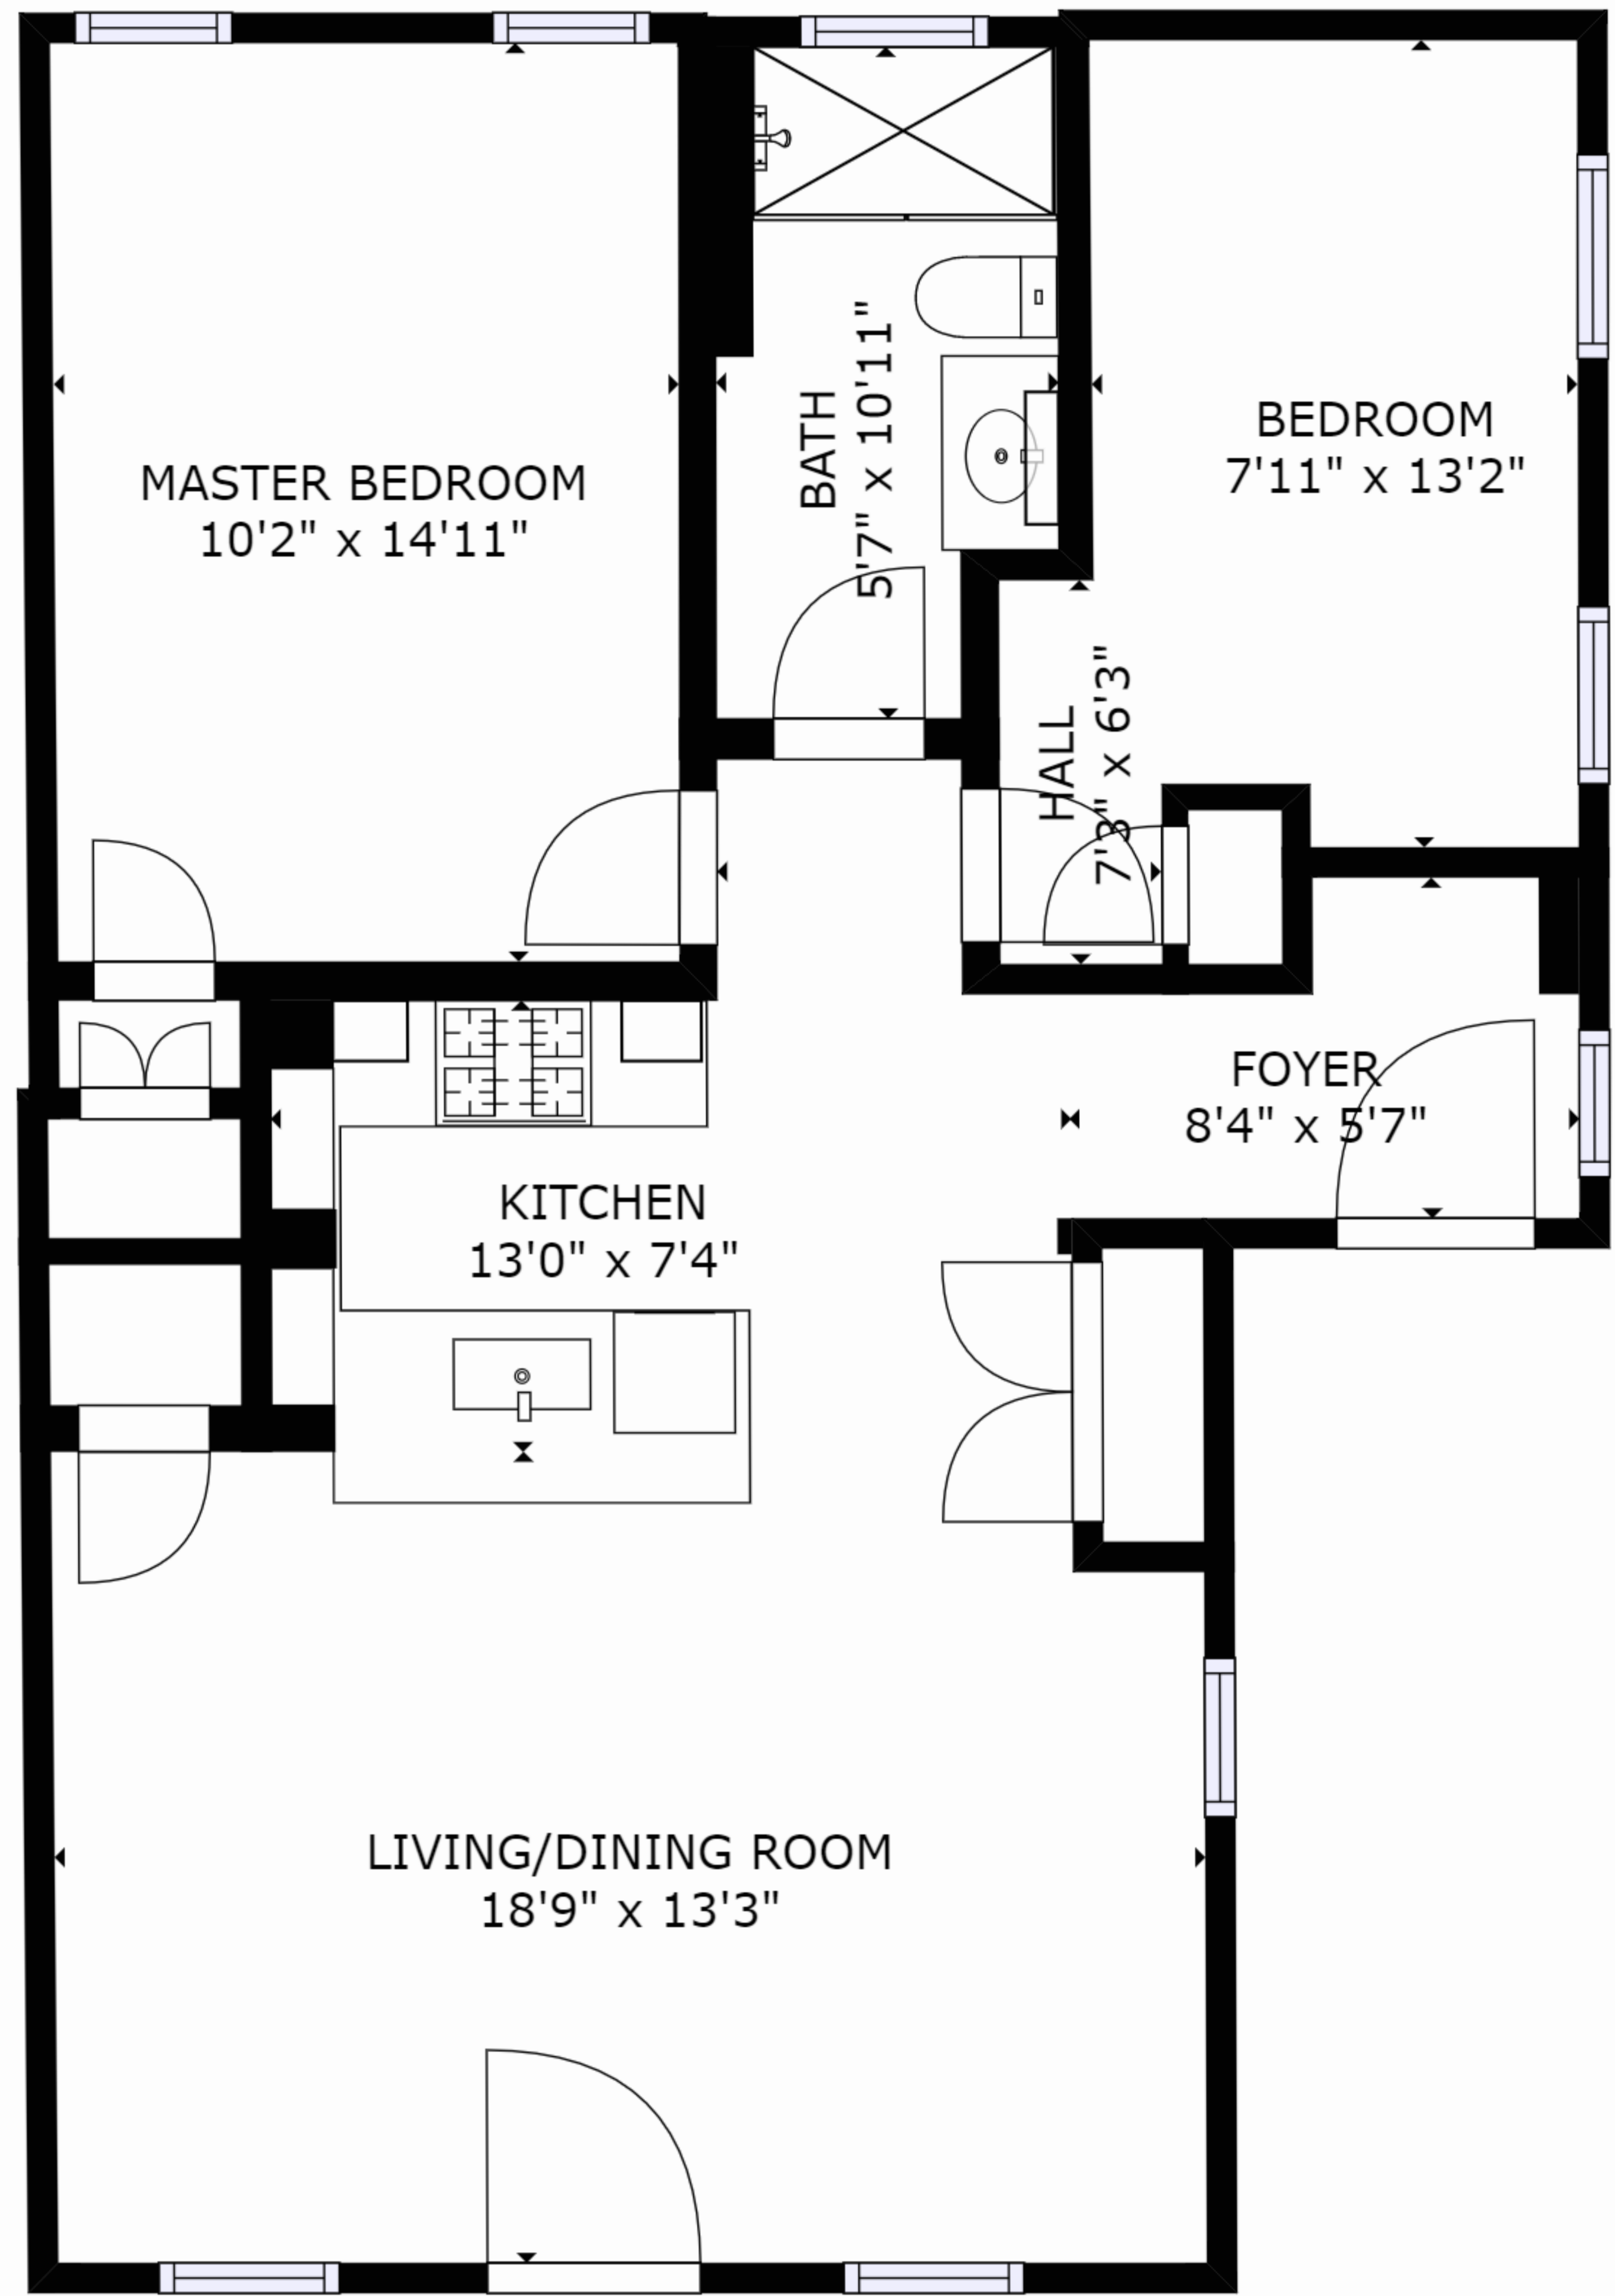 MASTER BEDROOM
10'2" x 14'11"
BATH
5'7" x 10'11"
BEDROOM
7'11" x 13'2"
HALL
7'3" x 6'3"
FOYER
8'4" x 5'7"
KITCHEN
13'0" x 7'4"
LIVING/DINING ROOM
18'9" x 13'3"